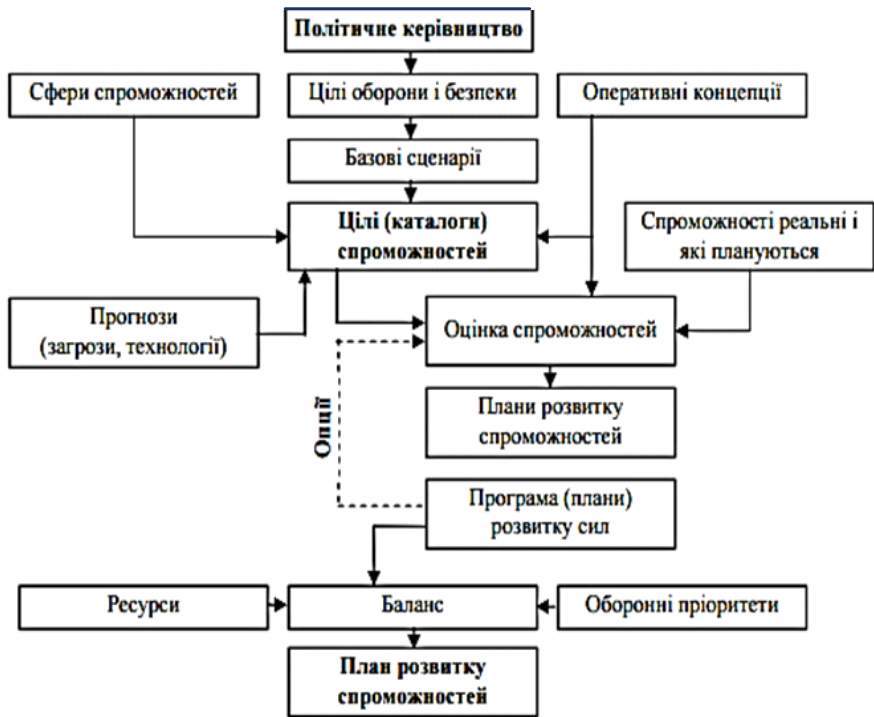 Політичне керівництво
Сфери спроможностей
Цілі оборони і безпеки
Оперативні концепції
Базові сценарії
Цілі (каталоги)
спроможностей
Спроможності реальні і
які плануються
Прогнози
(загрози, технології)
Оцінка спроможностей
Плани розвитку
спроможностей
Опції
Програма (плани)
розвитку сил
Ресурси
Баланс
Оборонні пріоритети
План розвитку
спроможностей